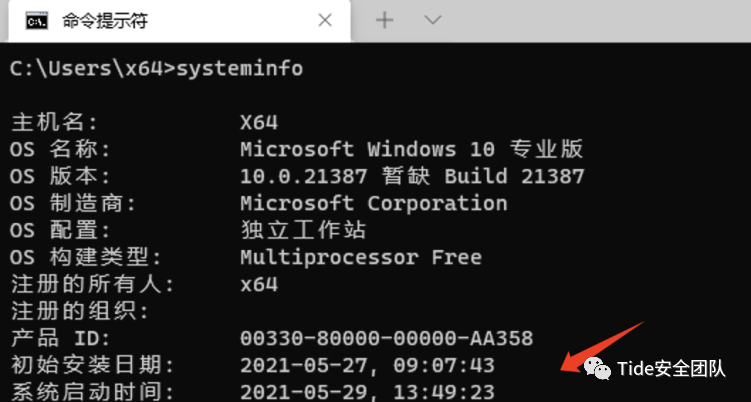 命令提示符
C:\Users\x64>systeminfo
主机名: X64
OS 名称: Microsoft Windows 10 专业版
OS 版本: 10.0.21387 暂缺 Build 21387
OS 制造商: Microsoft Corporation
OS 配置: 独立工作站
OS 构建类型: Multiprocessor Free
注册的所有人: x64
注册的组织:
产品 ID: 00330-80000-00000-AA358
初始安装日期: 2021-05-27, 09:07:43
Tide安全团队
系统启动时间: 2021-05-29, 13:49:23